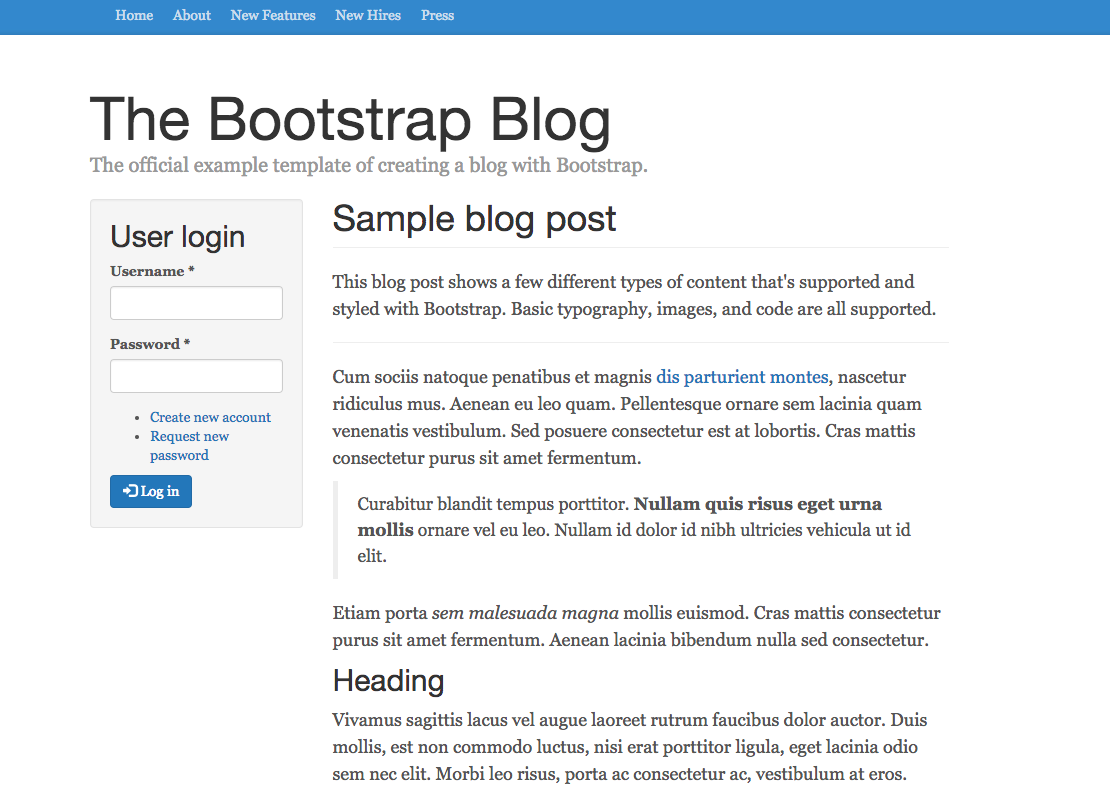 Home About New Features New Hires Press
The Bootstrap Blog
The official example template of creating a blog with Bootstrap.
User login
Username *
Password *
Create new account
Request new
password
Log in
Sample blog post
This blog post shows a few different types of content that's supported and
styled with Bootstrap. Basic typography, images, and code are all supported.
Cum sociis natoque penatibus et magnis dis parturient montes, nascetur
ridiculus mus. Aenean eu leo quam. Pellentesque ornare sem lacinia quam
venenatis vestibulum. Sed posuere consectetur est at lobortis. Cras mattis
consectetur purus sit amet fermentum.
Curabitur blandit tempus porttitor. Nullam quis risus eget urna
mollis ornare vel eu leo. Nullam id dolor id nibh ultricies vehicula ut id
elit.
Etiam porta sem malesuada magna mollis euismod. Cras mattis consectetur
purus sit amet fermentum. Aenean lacinia bibendum nulla sed consectetur.
Heading
Vivamus sagittis lacus vel augue laoreet rutrum faucibus dolor auctor. Duis
mollis, est non commodo luctus, nisi erat porttitor ligula, eget lacinia odio
sem nec elit. Morbi leo risus, porta ac consectetur ac, vestibulum at eros.